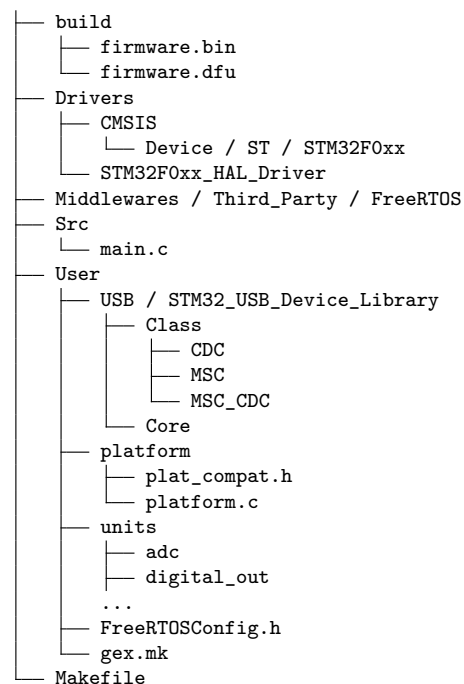 build
firmware.bin
firmware.dfu
Drivers
CMSIS
Device / ST / STM32F0xx
STM32F0xx_HAL_Driver
Middlewares / Third_Party / FreeRTOS
Src
main.c
User
USB / STM32_USB_Device_Library
Class
CDC
MSC
MSC_CDC
Core
platform
plat_compat.h
platform.c
units
adc
digital_out
...
FreeRTOSConfig.h
gex.mk
Makefile